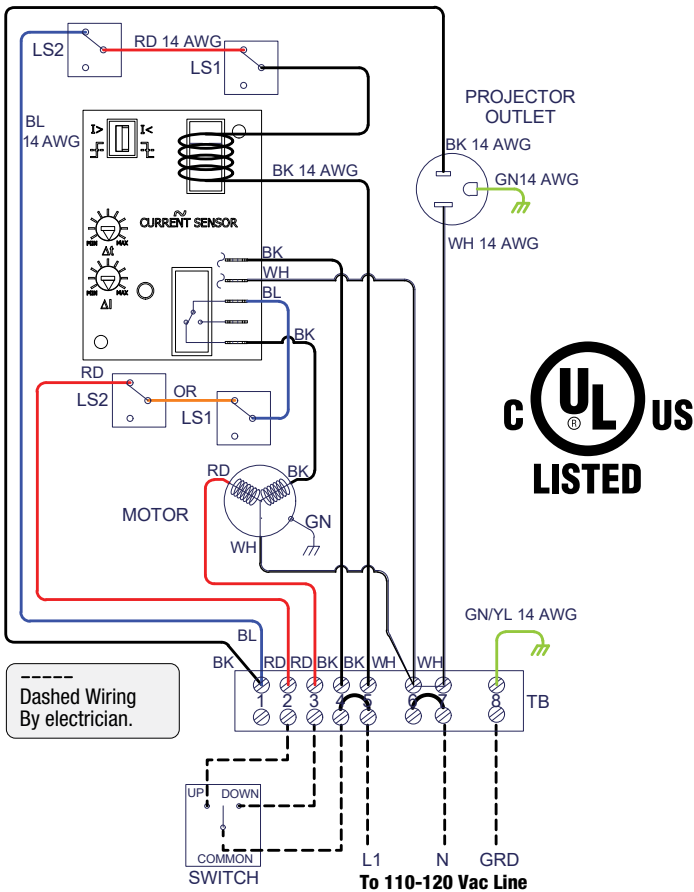 LS2
RD 14 AWG
LS1
BL
14 AWG
I> I<
PROJECTOR
OUTLET
BK 14 AWG
BK 14 AWG
GN14 AWG
~
CURRENT SENSOR
WH 14 AWG
MIN MAX
Δt
BK
WH
BL
MIN MAX
ΔI
BK
RD
LS2
OR
LS1
C UL ® US
LISTED
RD
BK
MOTOR
GN
WH
GN/YL 14 AWG
BL
BK RD RD BK BK WH WH
1 2 3 4 5 6 7 8 TB
Dashed Wiring
By electrician.
UP DOWN
COMMON
SWITCH
L1 N GRD
To 110-120 Vac Line